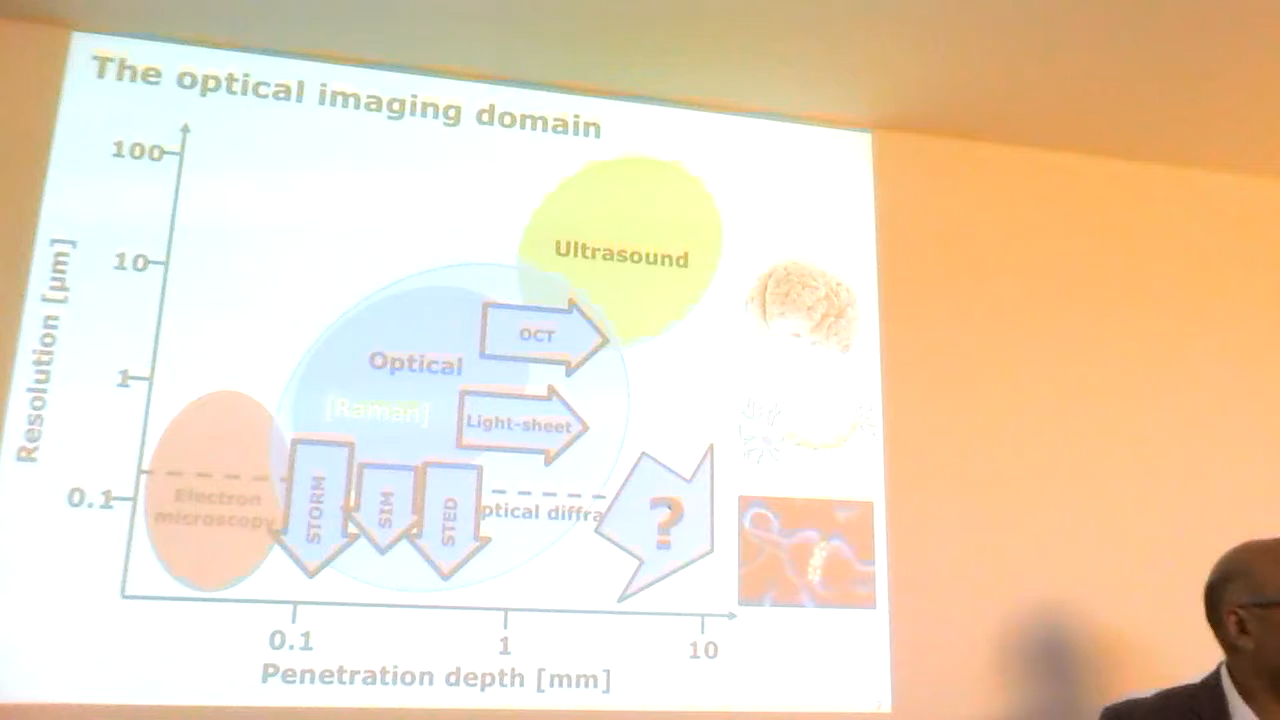 The optical imaging domain
100
10
1
0.1
Resolution [µm]
Ultrasound
OCT
Optical
[Raman]
Light-sheet
Electron
microscopy
STORM
SIM
STED
ptical diffra
?
0.1
1
10
Penetration depth [mm]